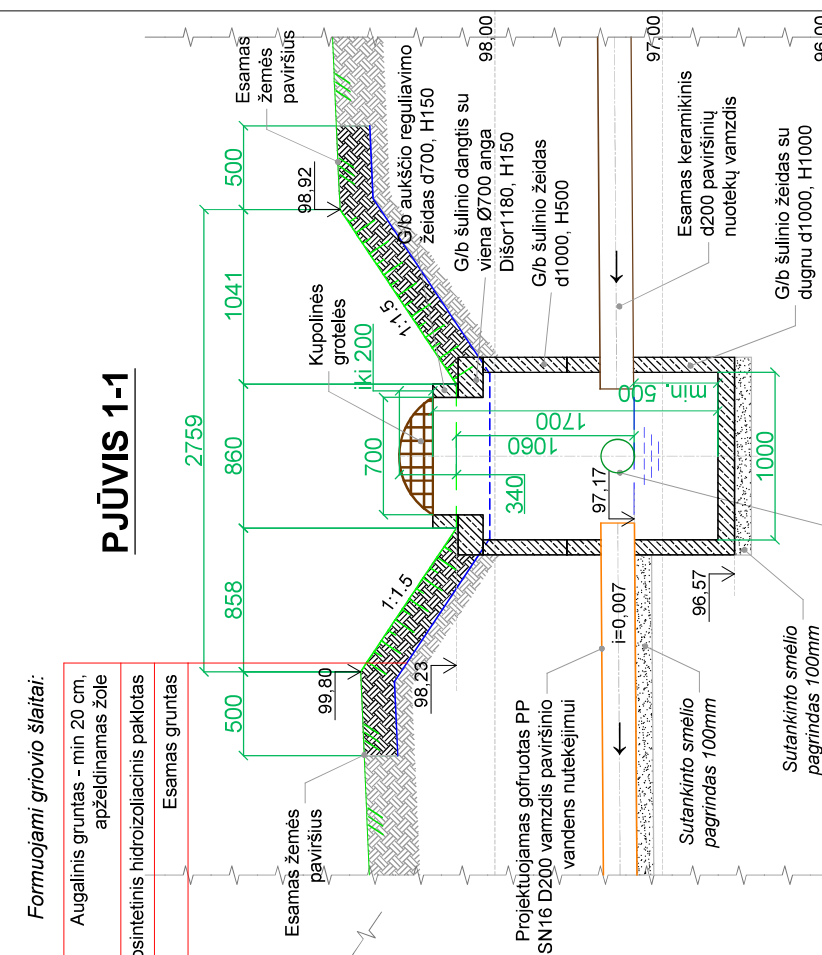 PJŪVIS 1-1
Formuojami griovio šlaitai:
Augalinis gruntas - min 20 cm,
apželdinamas žole
osintetinis hidroizoliacinis paklotas
Esamas gruntas
Esamas žemės
paviršius
Esamas
žemės
paviršius
500
858
860
1041
500
2759
99,80
98,23
98,92
1:1.5
1:1.5
Kupolinės
grotelės
iki 200
700
340
G/b aukščio reguliavimo
žeidas d700, H150
G/b šulinio dangtis su
viena Ø700 anga
Dišor1180, H150
G/b šulinio žeidas
d1000, H500
Esamas keramikinis
d200 paviršinių
nuotekų vamzdis
G/b šulinio žeidas su
dugnu d1000, H1000
98,00
97,00
96,00
min. 500
1700
1060
1000
97,17
96,57
i=0,007
Projektuojamas gofruotas PP
SN16 D200 vamzdis paviršinio
vandens nutekėjimui
Sutankinto smėlio
pagrindas 100mm
Sutankinto smėlio
pagrindas 100mm